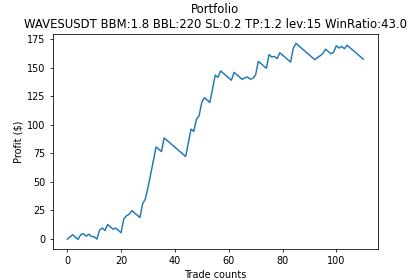 Portfolio
WAVESUSDT BBM:1.8 BBL:220 SL:0.2 TP:1.2 lev:15 WinRatio:43.0
175
150
125
100
75
50
25
0
Profit ($)
0 20 40 60 80 100
Trade counts